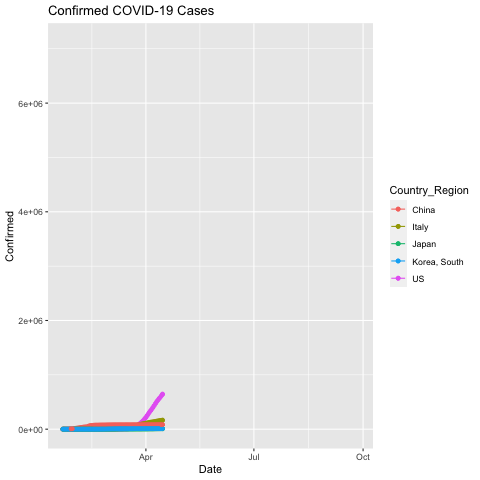 Confirmed COVID-19 Cases
6e+06
4e+06
2e+06
0e+00
Confirmed
Apr
Jul
Oct
Date
Country_Region
China
Italy
Japan
Korea, South
US